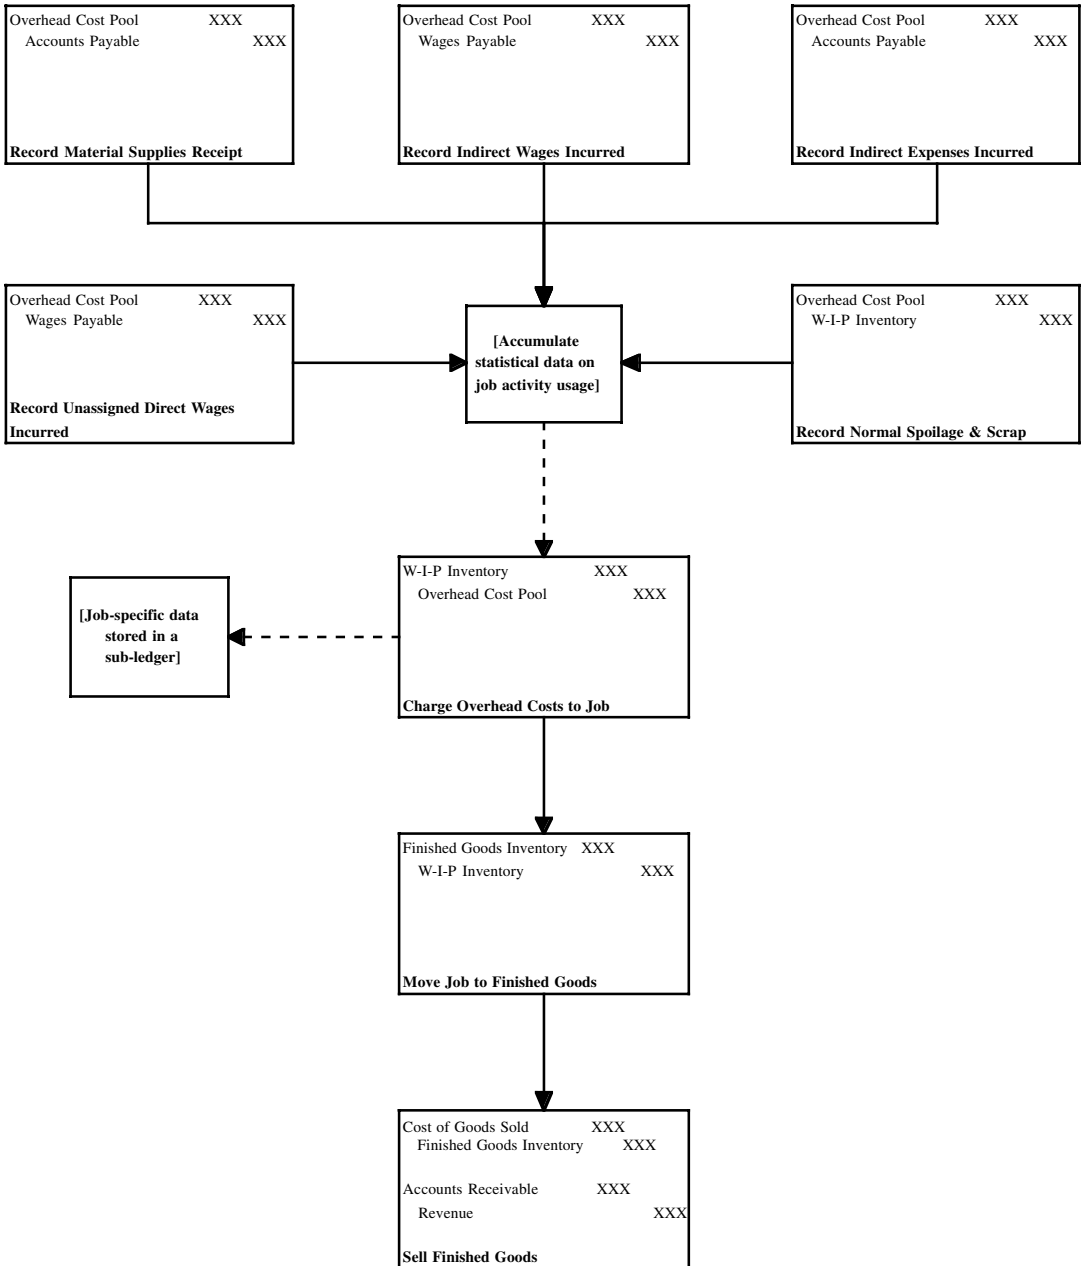 Overhead Cost Pool XXX
Accounts Payable XXX
Record Material Supplies Receipt
Overhead Cost Pool XXX
Wages Payable XXX
Record Indirect Wages Incurred
Overhead Cost Pool XXX
Accounts Payable XXX
Record Indirect Expenses Incurred
Overhead Cost Pool XXX
Wages Payable XXX
Record Unassigned Direct Wages
Incurred
[Accumulate
statistical data on
job activity usage]
Overhead Cost Pool XXX
W-I-P Inventory XXX
Record Normal Spoilage & Scrap
[Job-specific data
stored in a
sub-ledger]
W-I-P Inventory XXX
Overhead Cost Pool XXX
Charge Overhead Costs to Job
Finished Goods Inventory XXX
W-I-P Inventory XXX
Move Job to Finished Goods
Cost of Goods Sold XXX
Finished Goods Inventory XXX
Accounts Receivable XXX
Revenue XXX
Sell Finished Goods